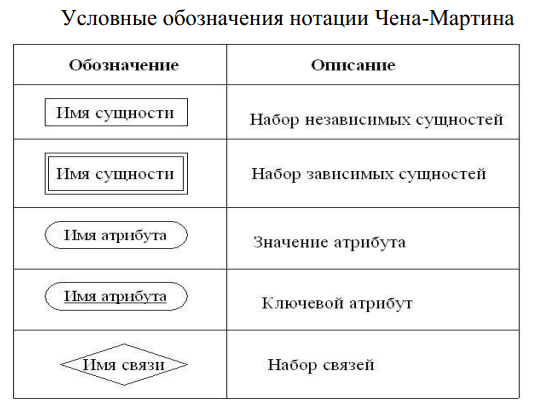 Условные обозначения нотации Чена-Мартина
Обозначение Описание
Имя сущности Набор независимых сущностей
Имя сущности Набор зависимых сущностей
Имя атрибута Значение атрибута
Имя атрибута Ключевой атрибут
Имя связи Набор связей